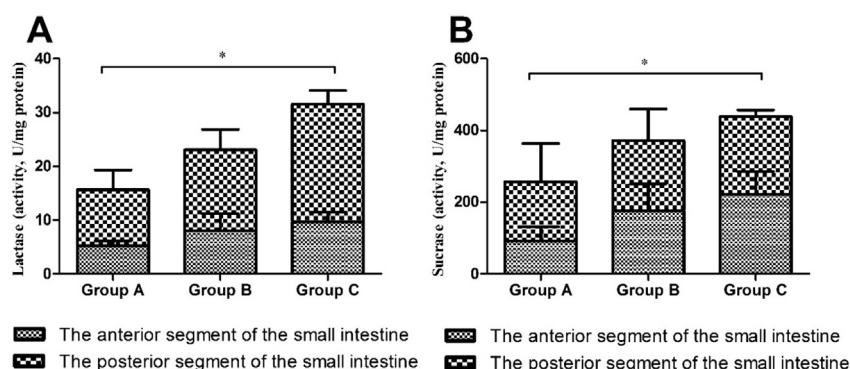 A
Lactase (activity, U/mg protein)
40
30
20
10
0
*
Group A Group B Group C
The anterior segment of the small intestine
The posterior segment of the small intestine
B
Sucrase (activity, U/mg protein)
600
400
200
0
*
Group A Group B Group C
The anterior segment of the small intestine
The posterior segment of the small intestine